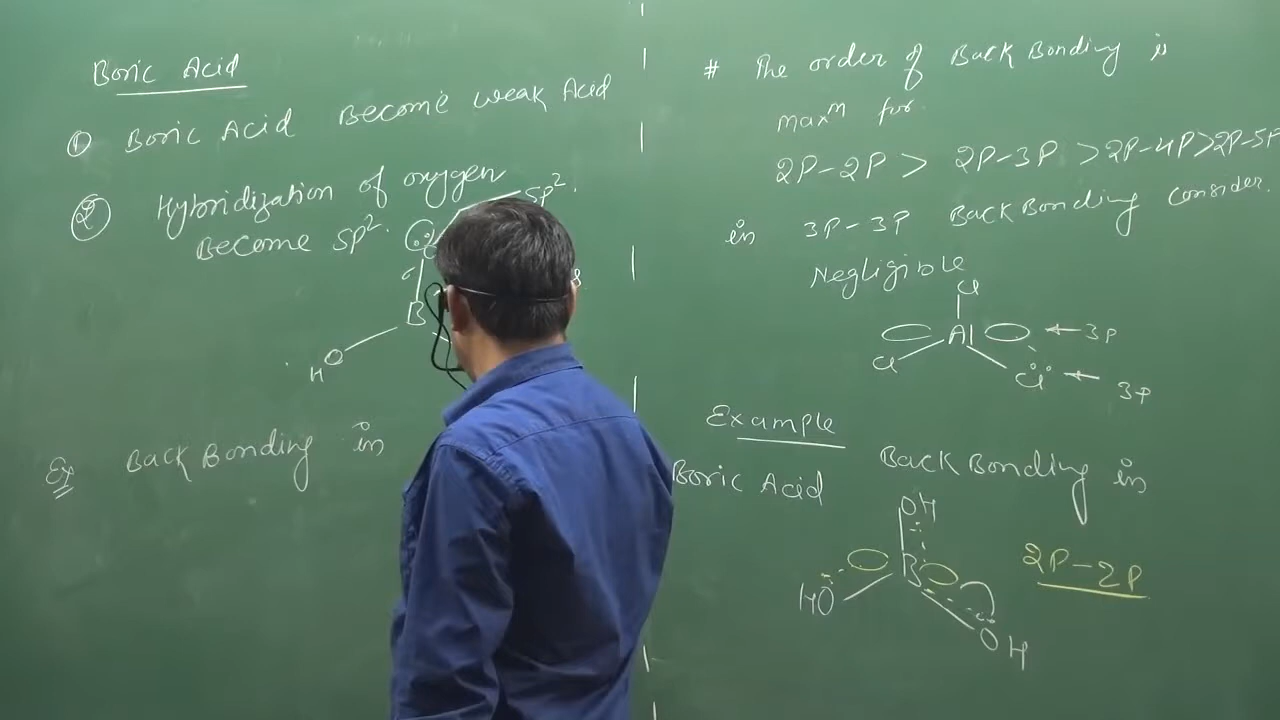 Boric Acid
① Boric Acid Become weak Acid
② Hybridization of oxygen
Become SP².
SP².
B
HO
Ex Back Bonding in
# The order of Back Bonding is
maxᵐ for
2P-2P > 2P-3P > 2P-4P > 2P-5P
in 3P-3P Back Bonding consider
Negligible
Cl
Al ← 3P
Cl
Cl ← 3P
Example
Back Bonding in
Boric Acid
OH
B
HO
OH
2P-2P